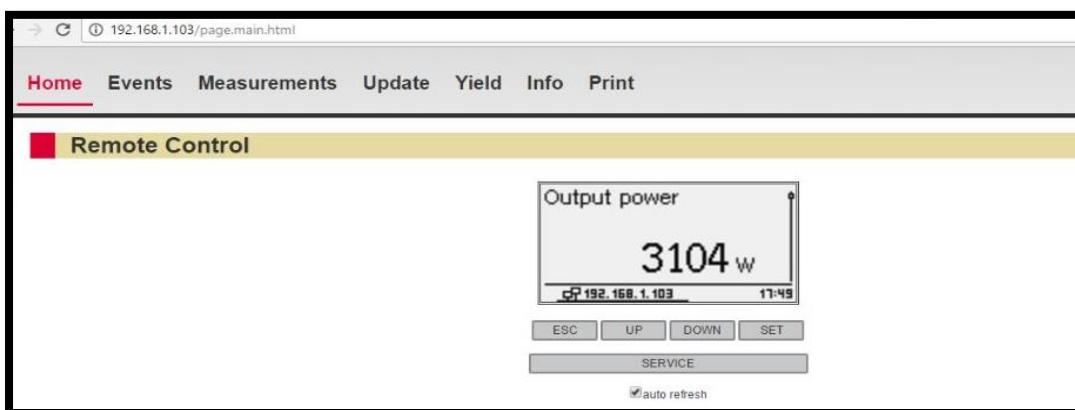 192.168.1.103/page.main.html
Home Events Measurements Update Yield Info Print
Remote Control
Output power
3104 W
192.168.1.103 17:49
ESC UP DOWN SET
SERVICE
auto refresh